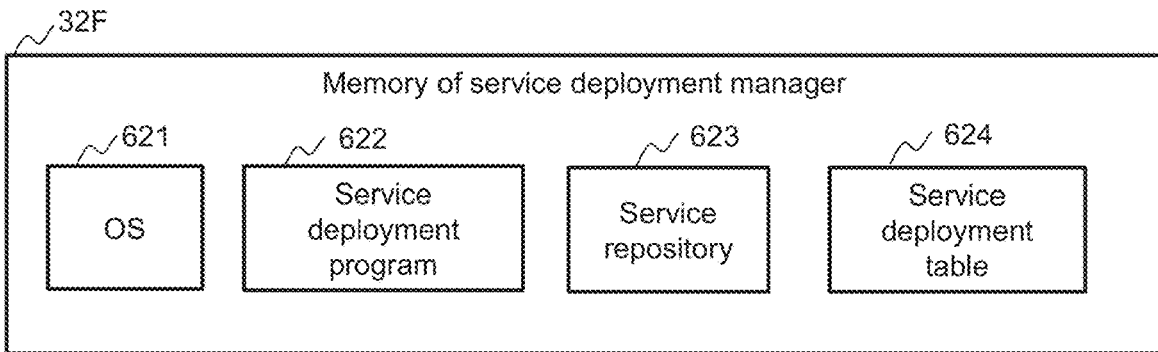 32F
Memory of service deployment manager
621
622
623
624
OS
Service
deployment
program
Service
repository
Service
deployment
table